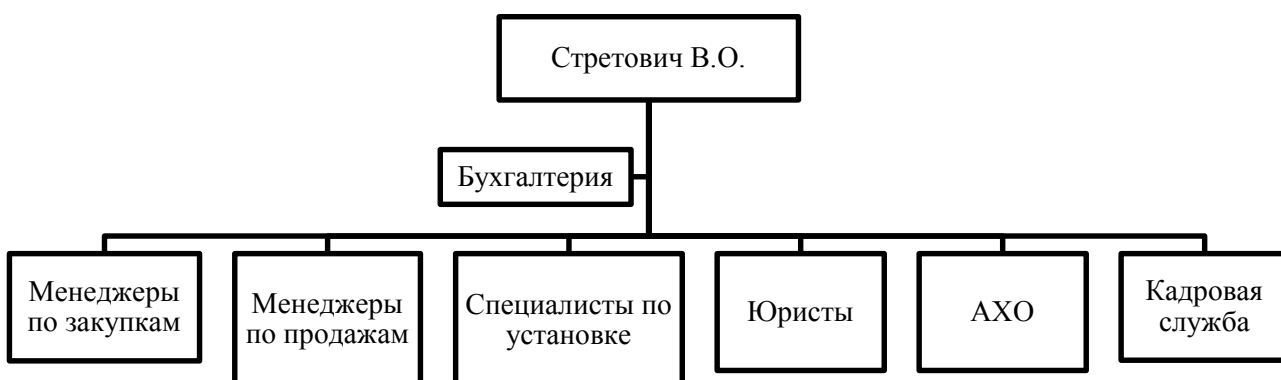 Стретович В.О.
Бухгалтерия
Менеджеры
по закупкам
Менеджеры
по продажам
Специалисты по
установке
Юристы
АХО
Кадровая
служба